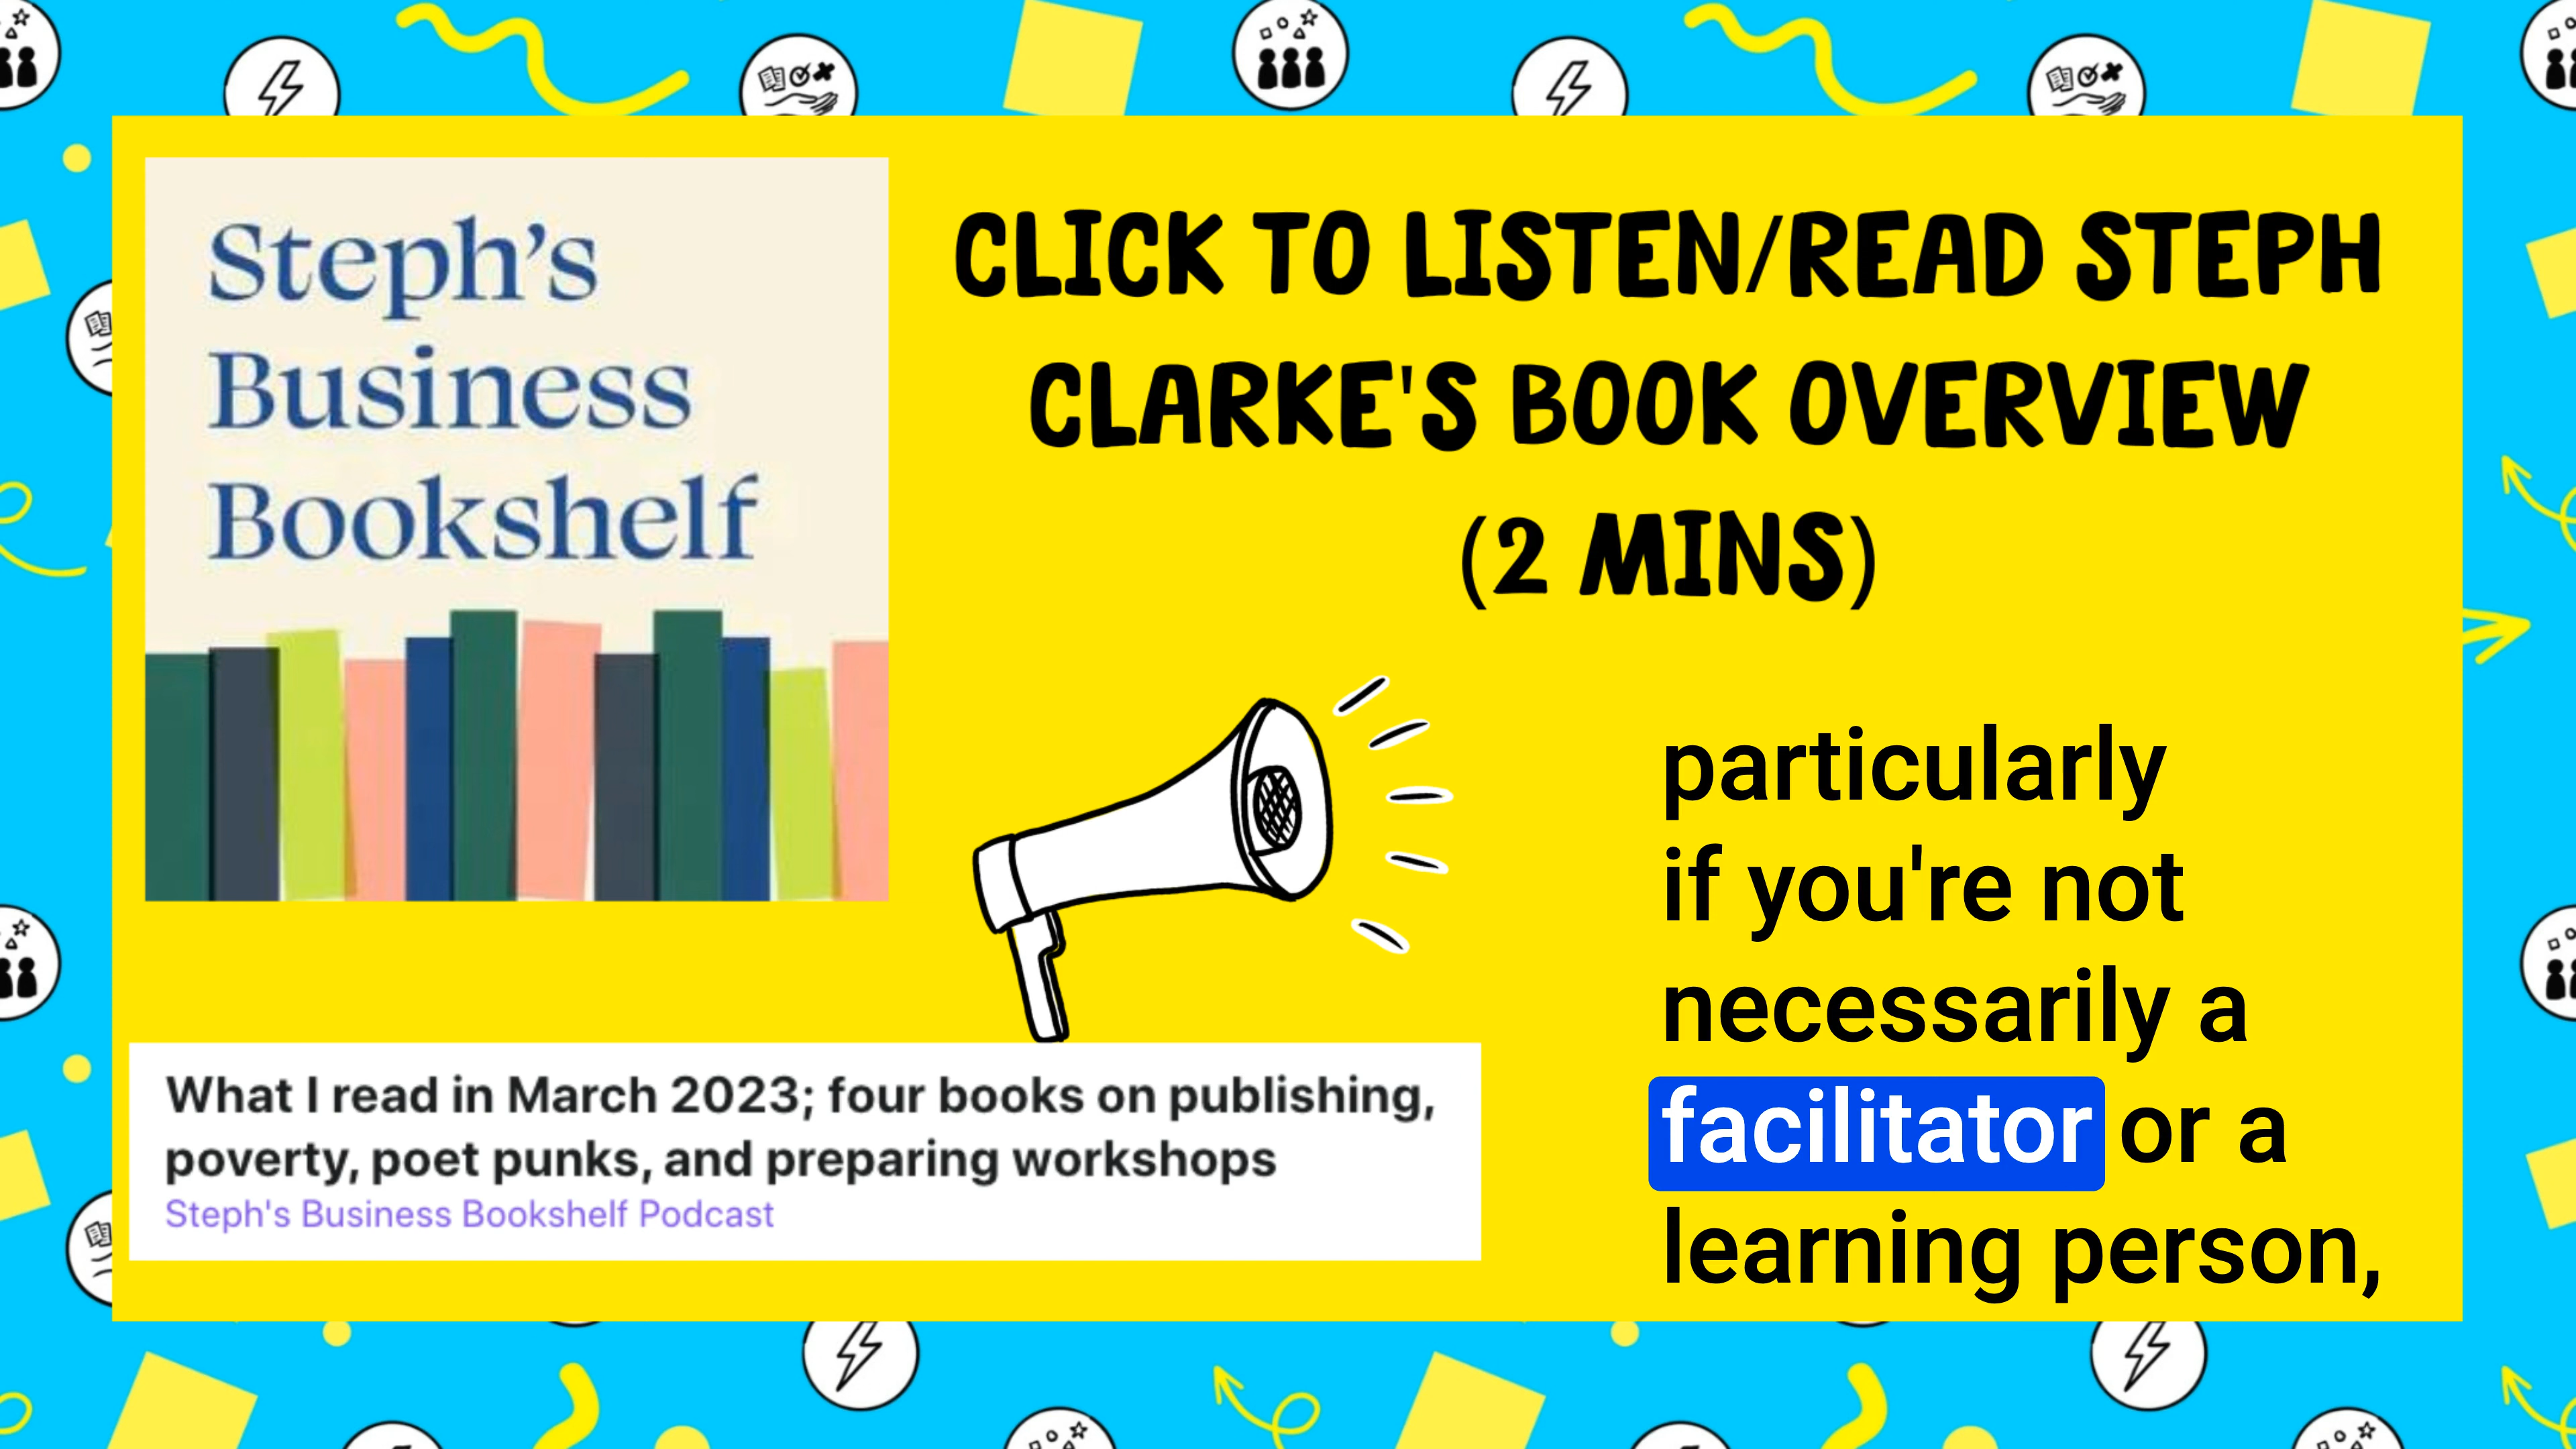 Steph's
Business
Bookshelf
CLICK TO LISTEN/READ STEPH
CLARKE'S BOOK OVERVIEW
(2 MINS)
particularly
if you're not
necessarily a
facilitator or a
learning person,
What I read in March 2023; four books on publishing,
poverty, poet punks, and preparing workshops
Steph's Business Bookshelf Podcast